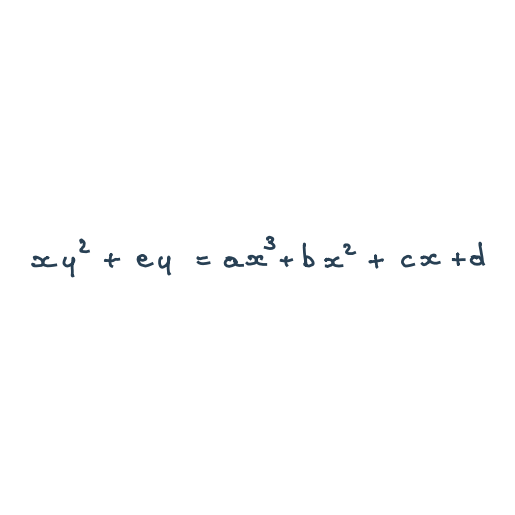 xy² + ey = ax³ + bx² + cx + d